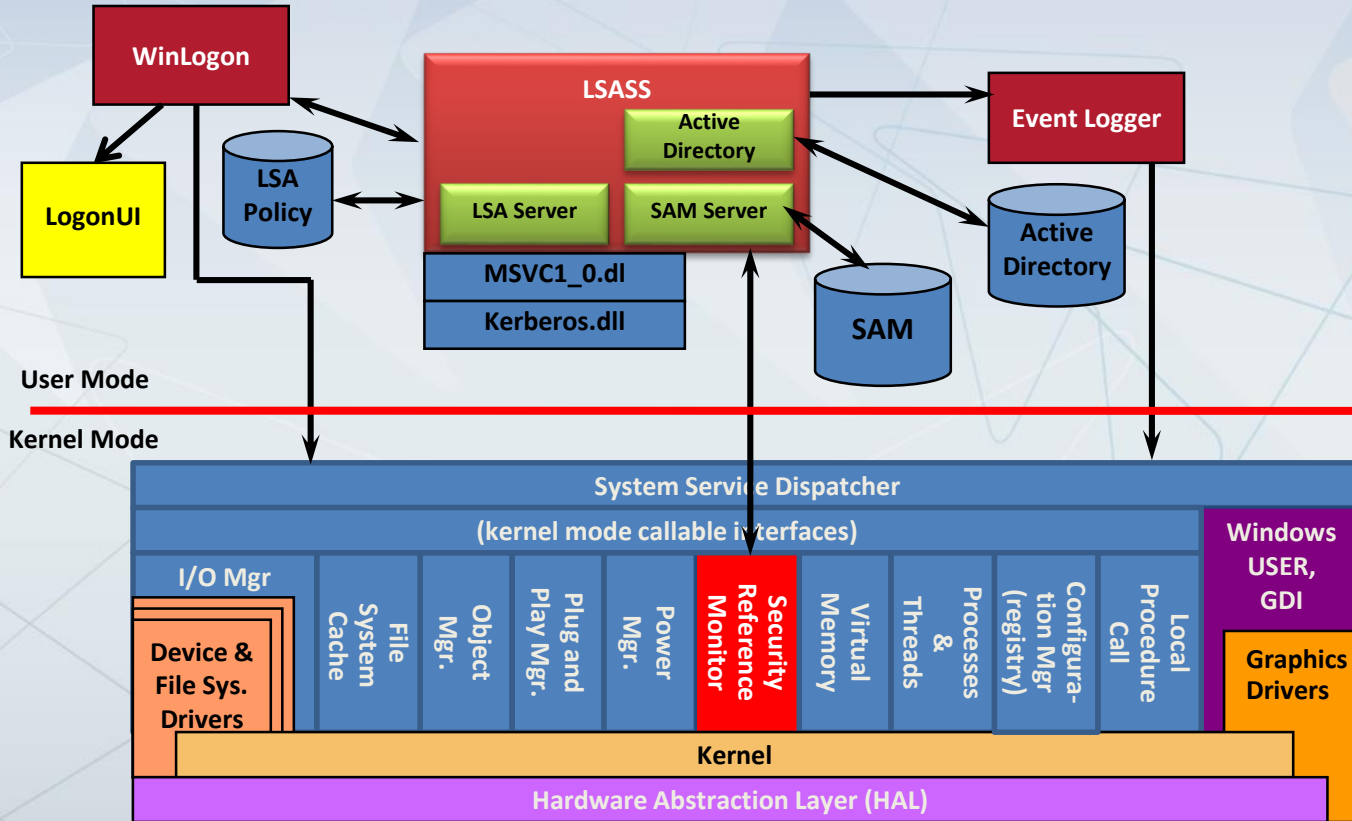 WinLogon
LSASS
Active
Directory
Event Logger
LogonUI
LSA
Policy
LSA Server
SAM Server
Active
Directory
MSVC1_0.dl
Kerberos.dll
SAM
User Mode
Kernel Mode
System Service Dispatcher
(kernel mode callable interfaces)
Windows
USER,
GDI
I/O Mgr
Device &
File Sys.
Drivers
File
System
Cache
Object
Mgr.
Plug and
Play Mgr.
Power
Mgr.
Security
Reference
Monitor
Virtual
Memory
Processes
&
Threads
Configura-
tion Mgr
(registry)
Local
Procedure
Call
Graphics
Drivers
Kernel
Hardware Abstraction Layer (HAL)